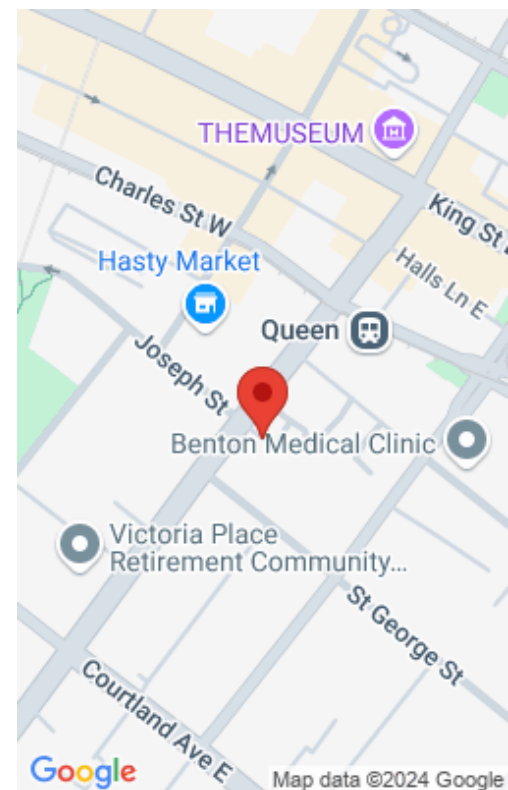 THEMUSEUM
Charles St W
King St E
Hasty Market
Halls Ln E
Queen
Joseph St
Benton Medical Clinic
Victoria Place
Retirement Community...
St George St
Courtland Ave E
Google
Map data ©2024 Google